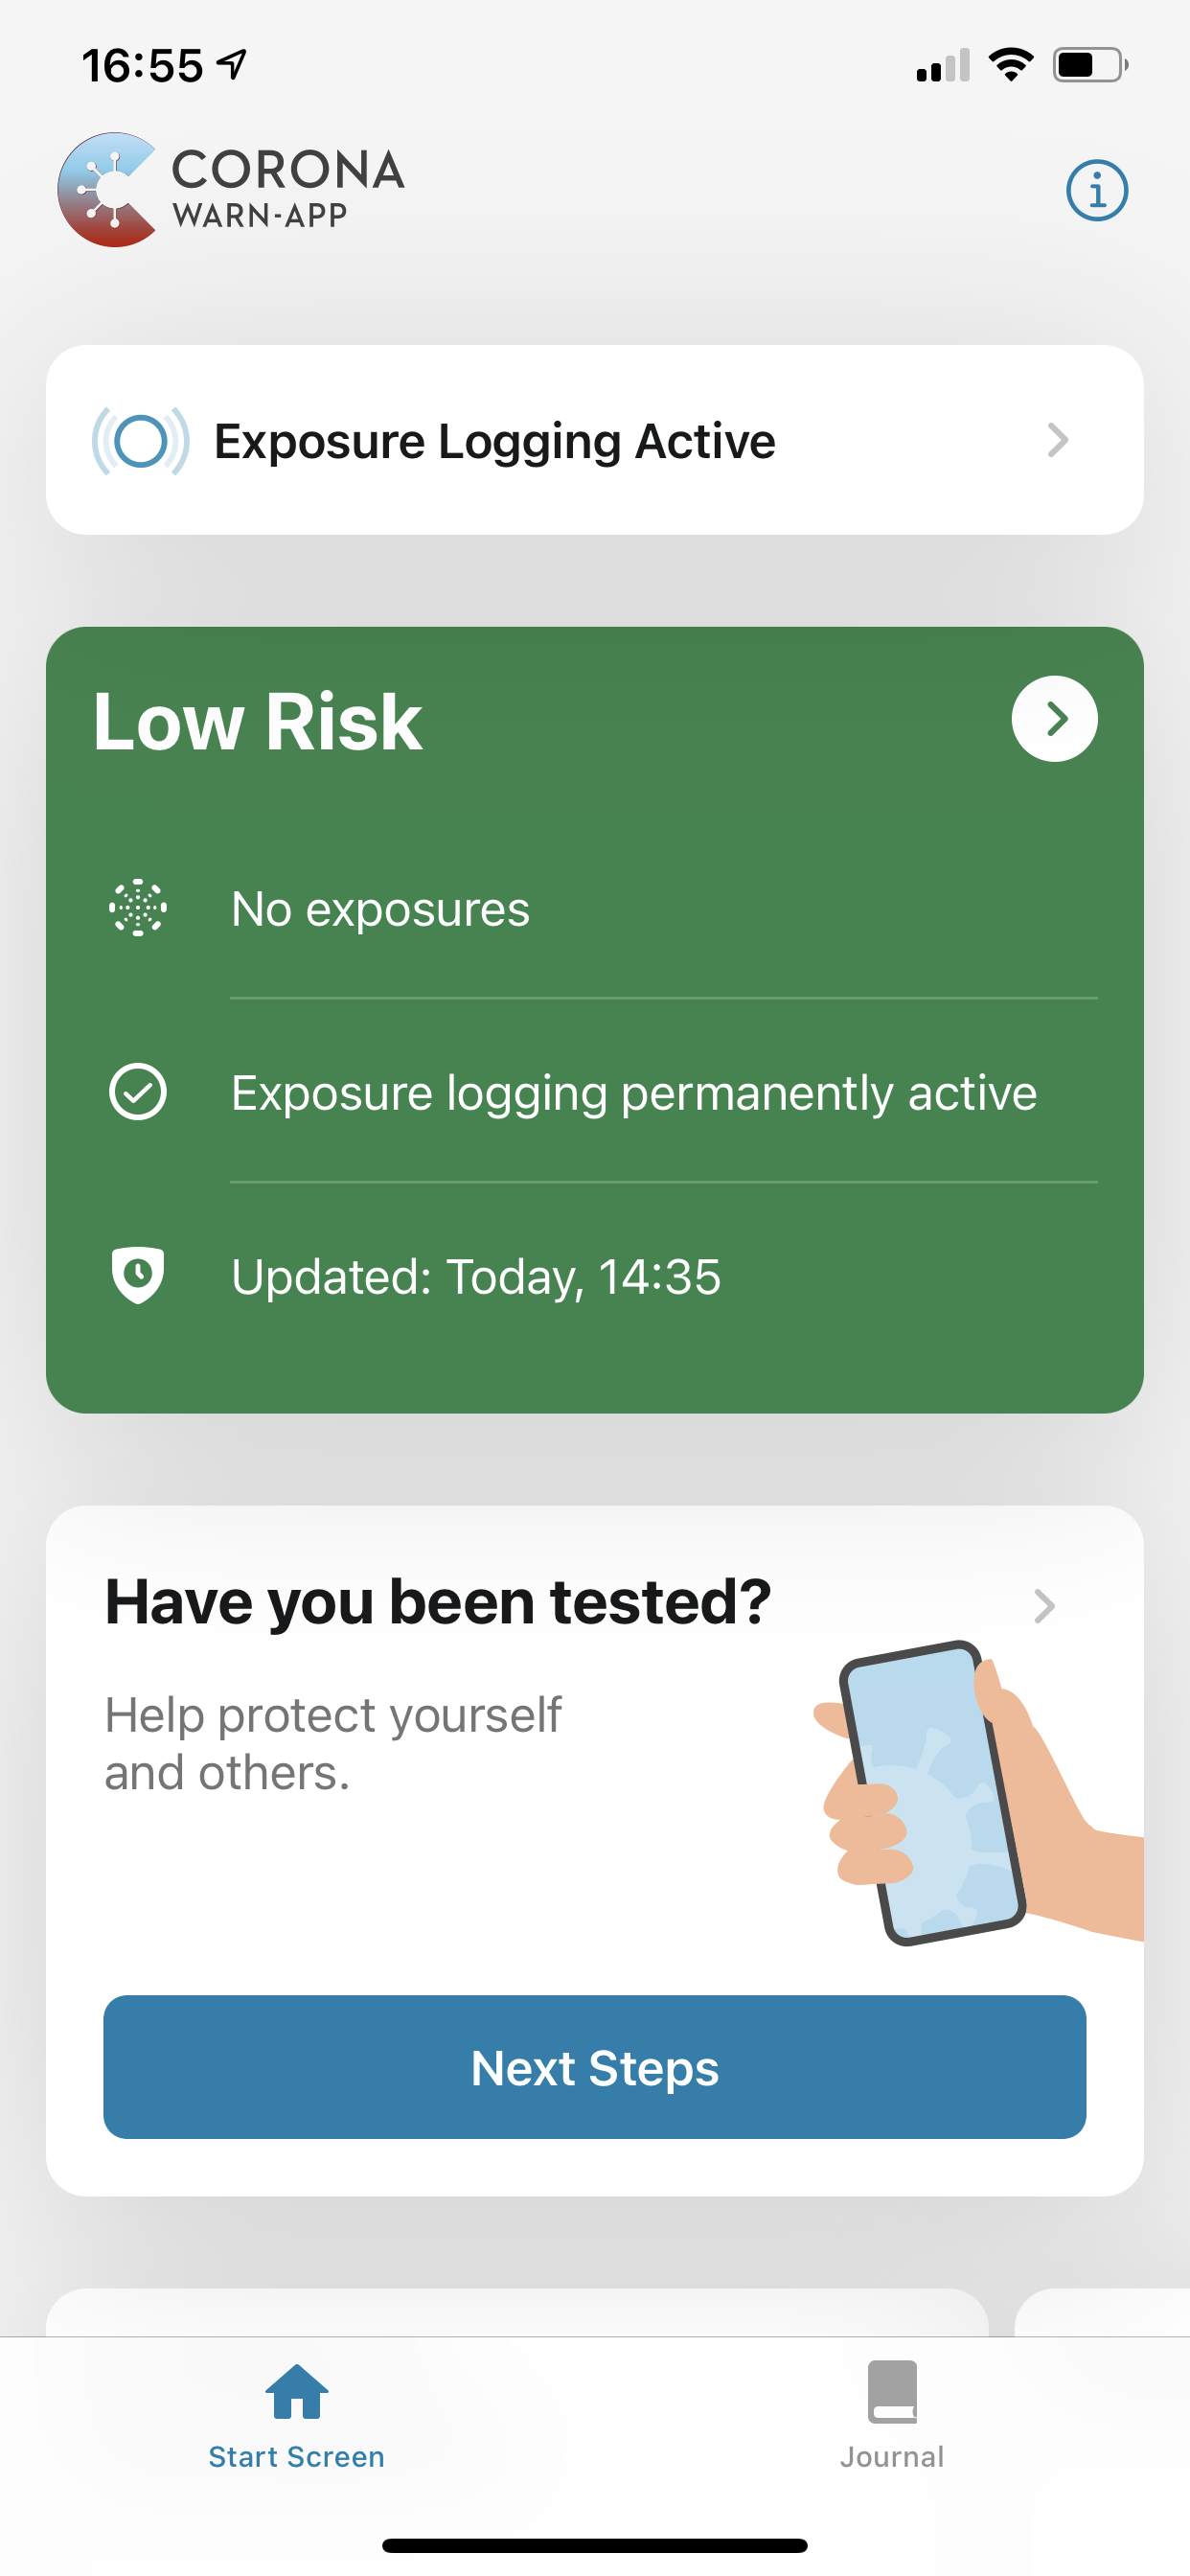 16:55
CORONA
WARN-APP
Exposure Logging Active
Low Risk
No exposures
Exposure logging permanently active
Updated: Today, 14:35
Have you been tested?
Help protect yourself
and others.
Next Steps
Start Screen
Journal